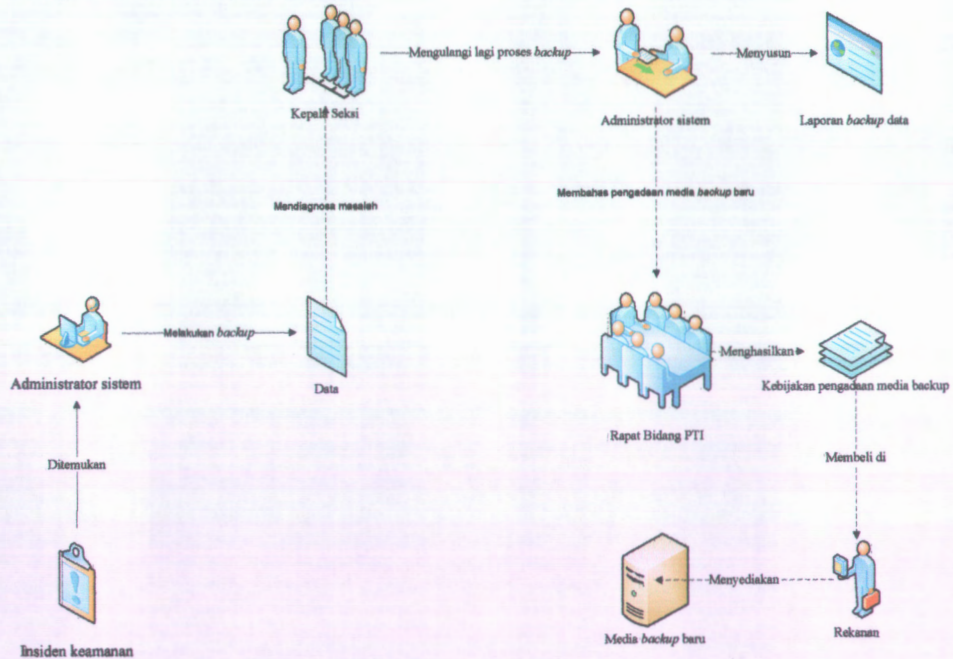 Mengulangi lagi proses backup
Menyusun
Kepala Seksi
Administrator sistem
Laporan backup data
Mendiagnosa masalah
Membahas pengadaan media backup baru
Melakukan backup
Menghasilkan
Administrator sistem
Data
Kebijakan pengadaan media backup
Rapat Bidang PTI
Ditemukan
Membeli di
Menyediakan
Insiden keamanan
Media backup baru
Rekanan